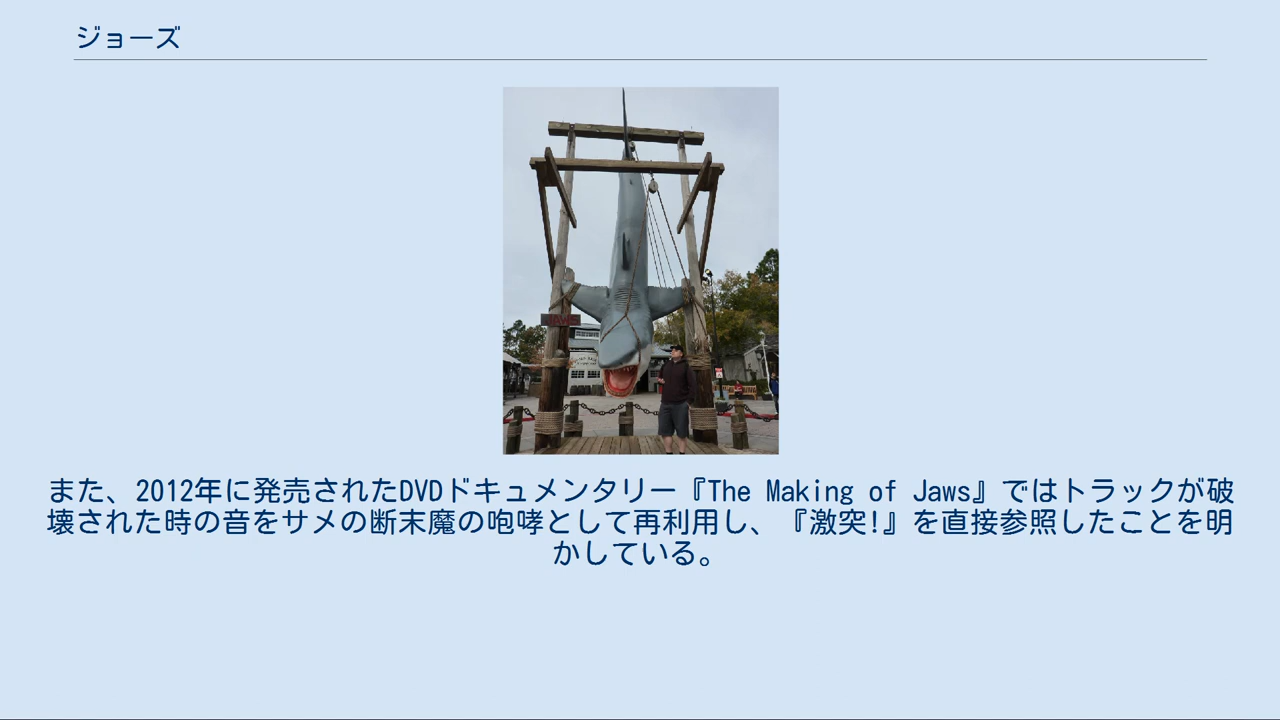 ジョーズ
JAWS
また、2012年に発売されたDVDドキュメンタリー『The Making of Jaws』ではトラックが破
壊された時の音をサメの断末魔の咆哮として再利用し、『激突!』を直接参照したことを明
かしている。